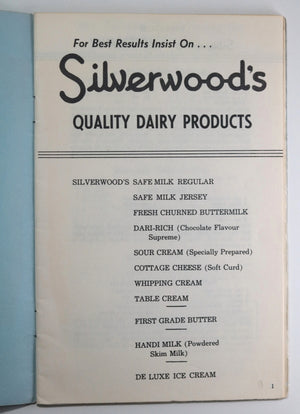 For Best Results Insist On . . .
Silverwood's
QUALITY DAIRY PRODUCTS
SILVERWOOD'S SAFE MILK REGULAR
SAFE MILK JERSEY
FRESH CHURNED BUTTERMILK
DARI-RICH (Chocolate Flavour
Supreme)
SOUR CREAM (Specially Prepared)
COTTAGE CHEESE (Soft Curd)
WHIPPING CREAM
TABLE CREAM
FIRST GRADE BUTTER
HANDI MILK (Powdered
Skim Milk)
DE LUXE ICE CREAM
1